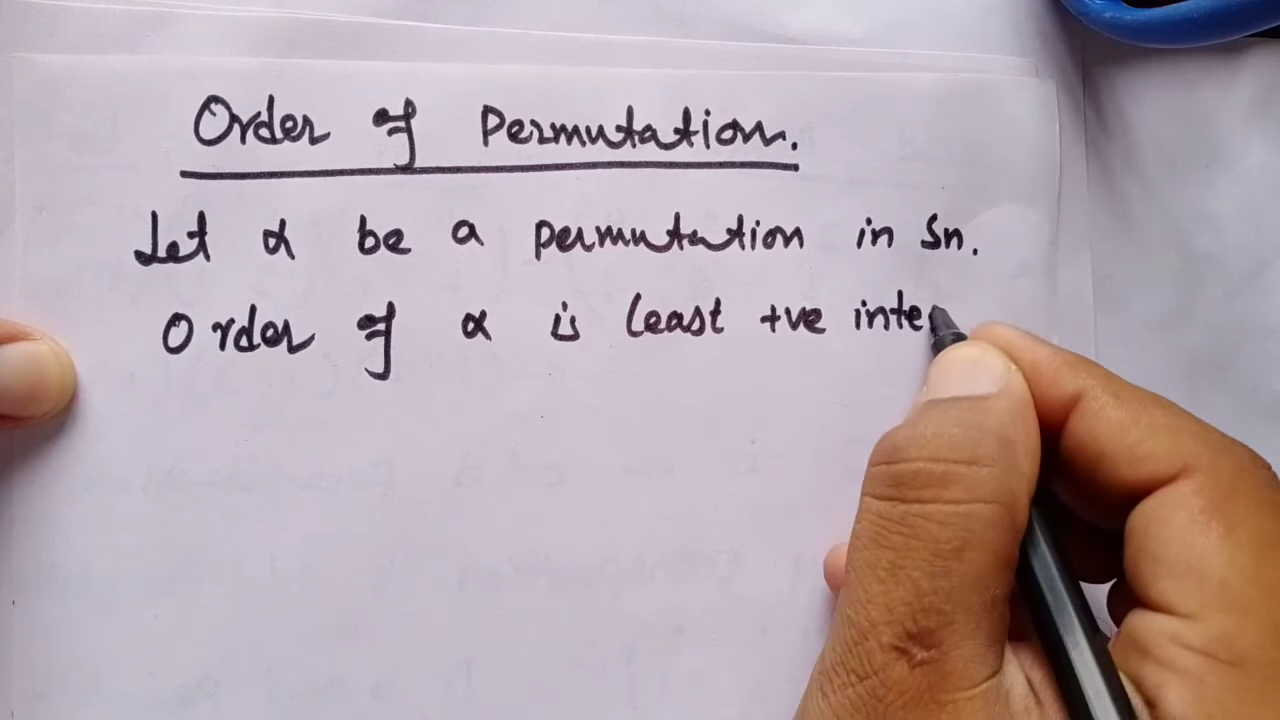 Order of Permutation.
Let α be a permutation in Sn.
Order of α is least +ve inte